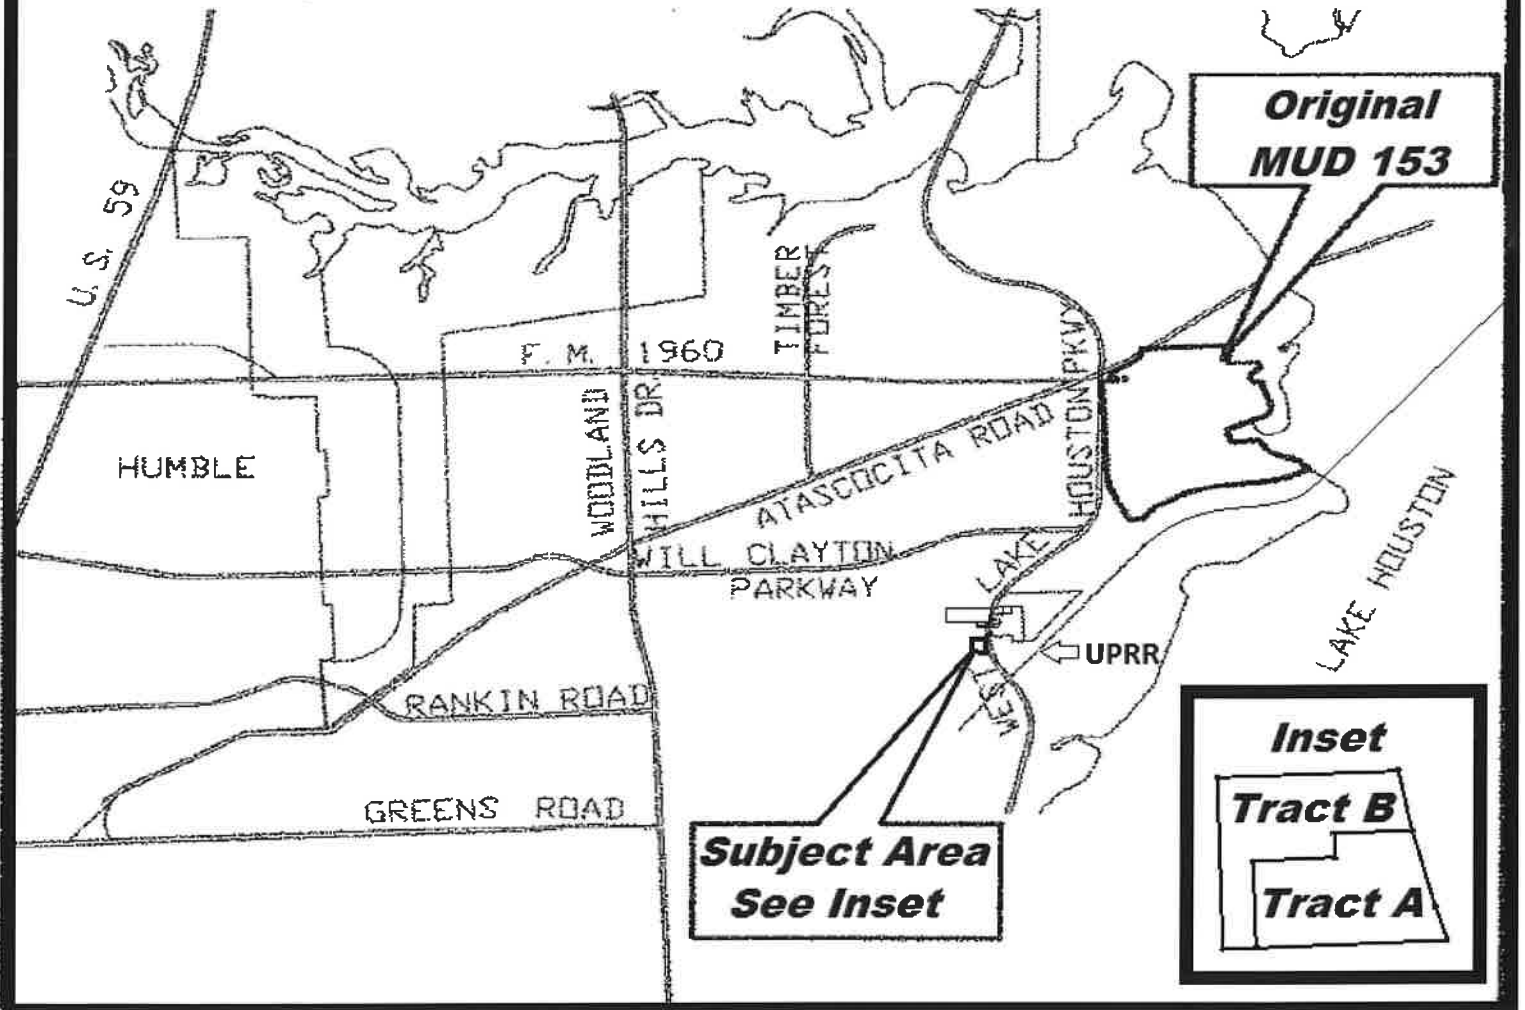 Original
MUD 153
U.S. 59
TIMBER
FOREST
F. M. 1960
HOUSTON PKWY
WOODLAND
HILLS DR.
HUMBLE
ATASCOCITA ROAD
WILL CLAYTON
PARKWAY
LAKE
LAKE HOUSTON
UPRR
WEST
RANKIN ROAD
GREENS ROAD
Subject Area
See Inset
Inset
Tract B
Tract A